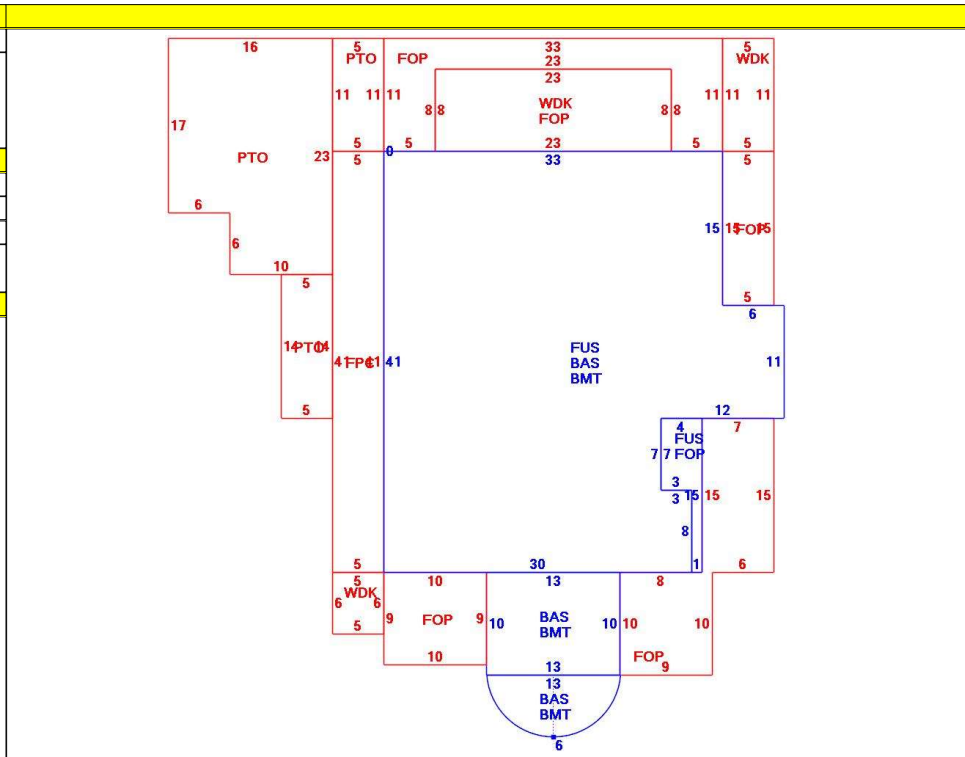 16 5 33 5
PTO FOP 23 WDK
23
11 11 11 8 8 WDK 8 8 11 11 11
FOP
17
5 5 23 5 5
PTO 23 5 0 33 5
6
15 15 FOP 15
6
10
5
5
6
14 PTO 14 41 FPC 41 41
FUS
BAS
BMT
11
5
12
4 7
FUS
7 7 FOP
3
3 15 15 15
8
5 30 1 6
5 10 13 8
WDK
6 6
5
9 FOP 9 10 BAS
BMT
10 10 10
10
13 FOP 9
13
BAS
BMT
6